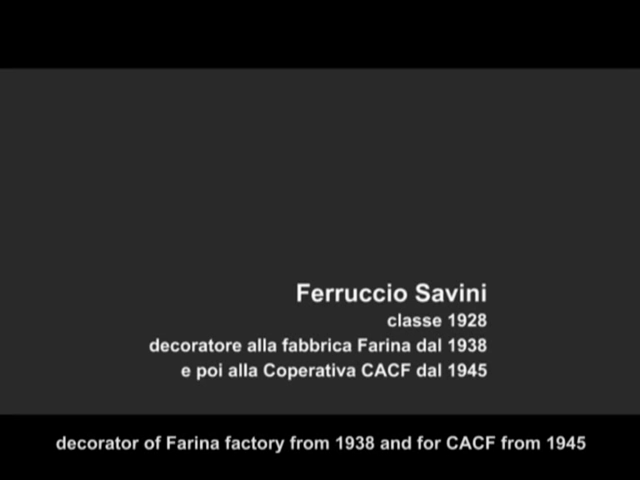 Ferruccio Savini
classe 1928
decoratore alla fabbrica Farina dal 1938
e poi alla Coperativa CACF dal 1945
decorator of Farina factory from 1938 and for CACF from 1945